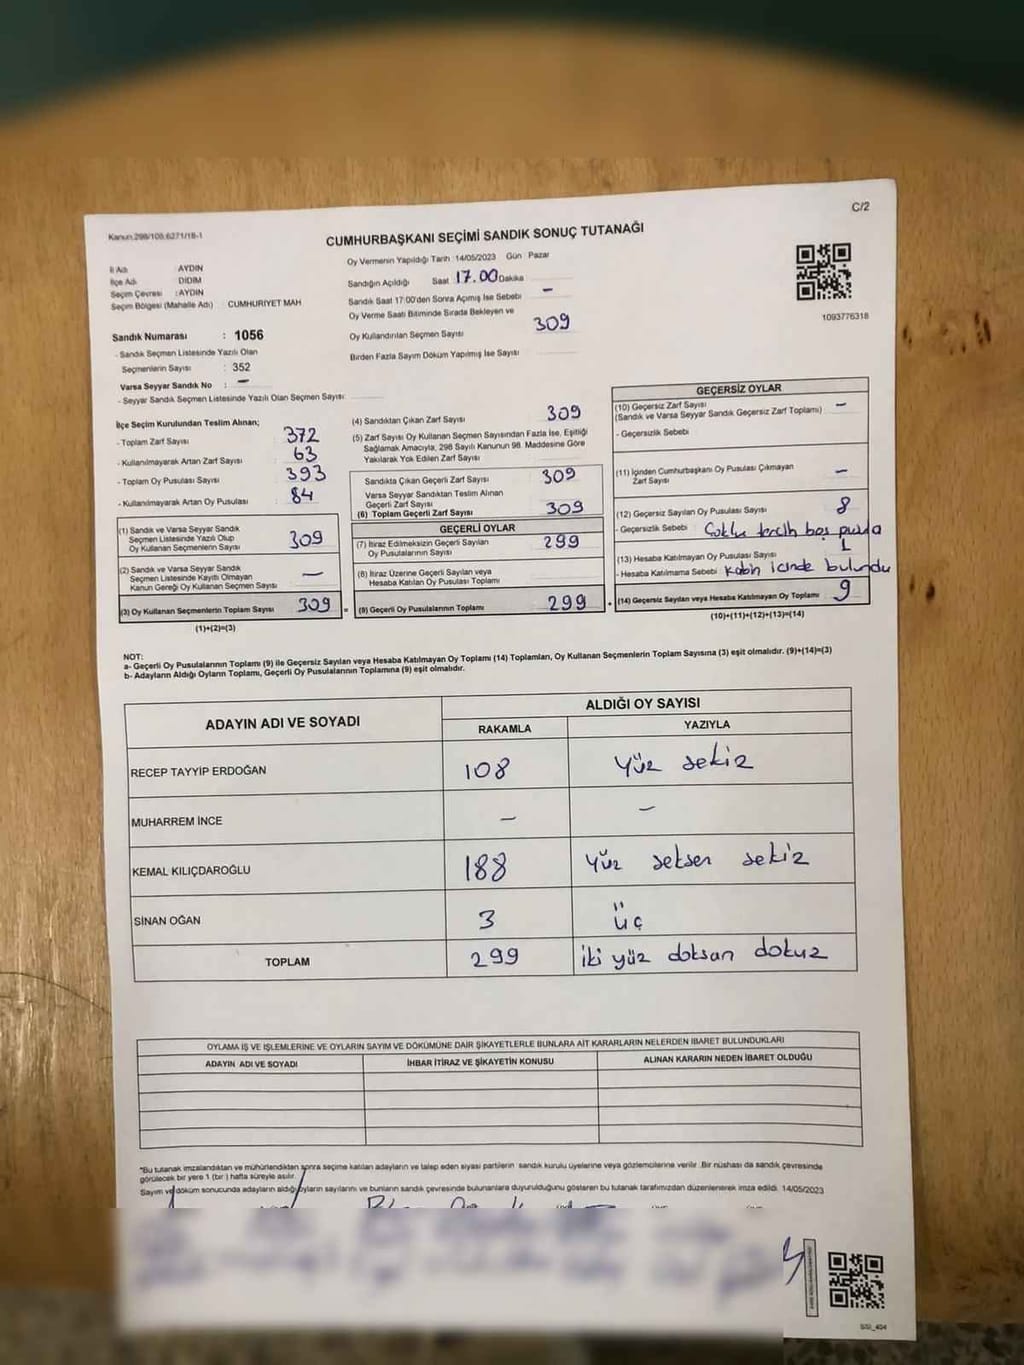 C/2
Kanun:298/105;6271/18-1
CUMHURBAŞKANI SEÇİMİ SANDIK SONUÇ TUTANAĞI
İl Adı : AYDIN
İlçe Adı : DİDİM
Seçim Çevresi : AYDIN
Seçim Bölgesi (Mahalle Adı) CUMHURİYET MAH
Sandık Numarası : 1056
- Sandık Seçmen Listesinde Yazılı Olan
Seçmenlerin Sayısı : 352
Varsa Seyyar Sandık No : —
- Seyyar Sandık Seçmen Listesinde Yazılı Olan Seçmen Sayısı:
Oy Vermenin Yapıldığı Tarih 14/05/2023 Gün Pazar
Sandığın Açıldığı Saat 17.00 Dakika
Sandık Saat 17:00'den Sonra Açımış İse Sebebi —
Oy Verme Saati Bitiminde Sırada Bekleyen ve
Oy Kullandırılan Seçmen Sayısı 309
Birden Fazla Sayım Döküm Yapılmış İse Sayısı
1093776318
İlçe Seçim Kurulundan Teslim Alınan;
- Toplam Zarf Sayısı 372
- Kullanılmayarak Artan Zarf Sayısı 63
- Toplam Oy Pusulası Sayısı 393
- Kullanılmayarak Artan Oy Pusulası 84
(1) Sandık ve Varsa Seyyar Sandık
Seçmen Listesinde Yazılı Olup
Oy Kullanan Seçmenlerin Sayısı 309
(2) Sandık ve Varsa Seyyar Sandık
Seçmen Listesinde Kayıtlı Olmayan
Kanun Gereği Oy Kullanan Seçmen Sayısı —
(3) Oy Kullanan Seçmenlerin Toplam Sayısı 309
(1)+(2)=(3)
(4) Sandıktan Çıkan Zarf Sayısı 309
(5) Zarf Sayısı Oy Kullanan Seçmen Sayısından Fazla İse, Eşitliği
Sağlamak Amacıyla, 298 Sayılı Kanunun 98. Maddesine Göre
Yakılarak Yok Edilen Zarf Sayısı
Sandıkta Çıkan Geçerli Zarf Sayısı 309
Varsa Seyyar Sandıktan Teslim Alınan
Geçerli Zarf Sayısı
(6) Toplam Geçerli Zarf Sayısı 309
GEÇERLİ OYLAR
(7) İtiraz Edilmeksizin Geçerli Sayılan
Oy Pusulalarının Sayısı 299
(8) İtiraz Üzerine Geçerli Sayılan veya
Hesaba Katılan Oy Pusulası Toplamı
(9) Geçerli Oy Pusulalarının Toplamı 299
GEÇERSİZ OYLAR
(10) Geçersiz Zarf Sayısı —
(Sandık ve Varsa Seyyar Sandık Geçersiz Zarf Toplamı)
- Geçersizlik Sebebi
(11) İçinden Cumhurbaşkanı Oy Pusulası Çıkmayan
Zarf Sayısı —
(12) Geçersiz Sayılan Oy Pusulası Sayısı 8
- Geçersizlik Sebebi Çoklu tercih boş pusula
(13) Hesaba Katılmayan Oy Pusulası Sayısı 1
- Hesaba Katılmama Sebebi Kabin içinde bulundu
(14) Geçersiz Sayılan veya Hesaba Katılmayan Oy Toplamı 9
(10)+(11)+(12)+(13)=(14)
NOT:
a- Geçerli Oy Pusulalarının Toplamı (9) ile Geçersiz Sayılan veya Hesaba Katılmayan Oy Toplamı (14) Toplamları, Oy Kullanan Seçmenlerin Toplam Sayısına (3) eşit olmalıdır. (9)+(14)=(3)
b- Adayların Aldığı Oyların Toplamı, Geçerli Oy Pusulalarının Toplamına (9) eşit olmalıdır.
ADAYIN ADI VE SOYADI ALDIĞI OY SAYISI
RAKAMLA YAZIYLA
RECEP TAYYİP ERDOĞAN 108 Yüz sekiz
MUHARREM İNCE — —
KEMAL KILIÇDAROĞLU 188 Yüz seksen sekiz
SİNAN OĞAN 3 üç
TOPLAM 299 iki yüz doksan dokuz
OYLAMA İŞ VE İŞLEMLERİNE VE OYLARIN SAYIM VE DÖKÜMÜNE DAİR ŞİKAYETLERLE BUNLARA AİT KARARLARIN NELERDEN İBARET BULUNDUKLARI
ADAYIN ADI VE SOYADI İHBAR İTİRAZ VE ŞİKAYETİN KONUSU ALINAN KARARIN NEDEN İBARET OLDUĞU
*Bu tutanak imzalandıktan ve mühürlendikten sonra seçime katılan adayların ve talep eden siyasi partilerin sandık kurulu üyelerine veya gözlemcilerine verilir. Bir nüshası da sandık çevresinde
görülecek bir yere 1 (bir) hafta süreyle asılır.
Sayım ve döküm sonucunda adayların aldığı oyların sayılarını ve bunların sandık çevresinde bulunanlara duyurulduğunu gösteren bu tutanak tarafımızdan düzenlenerek imza edildi. 14/05/2023